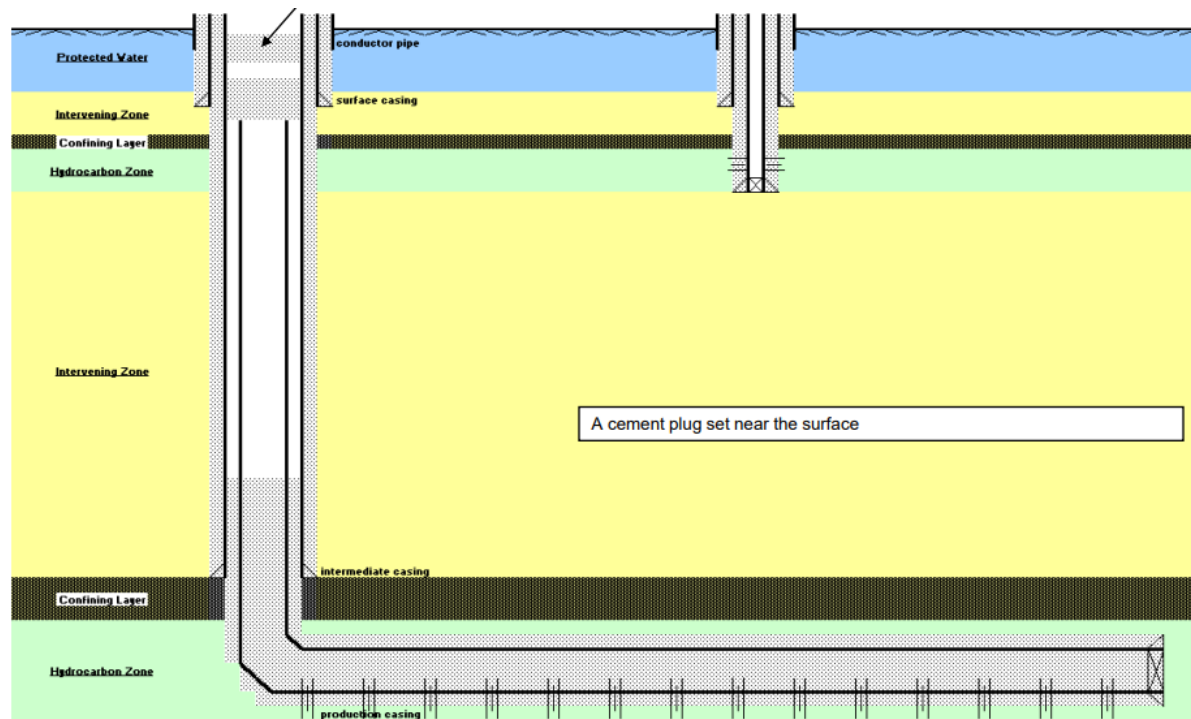 conductor pipe
Protected Water
surface casing
Intervening Zone
Confining Layer
Hydrocarbon Zone
Intervening Zone
A cement plug set near the surface
intermediate casing
Confining Layer
Hydrocarbon Zone
production casing